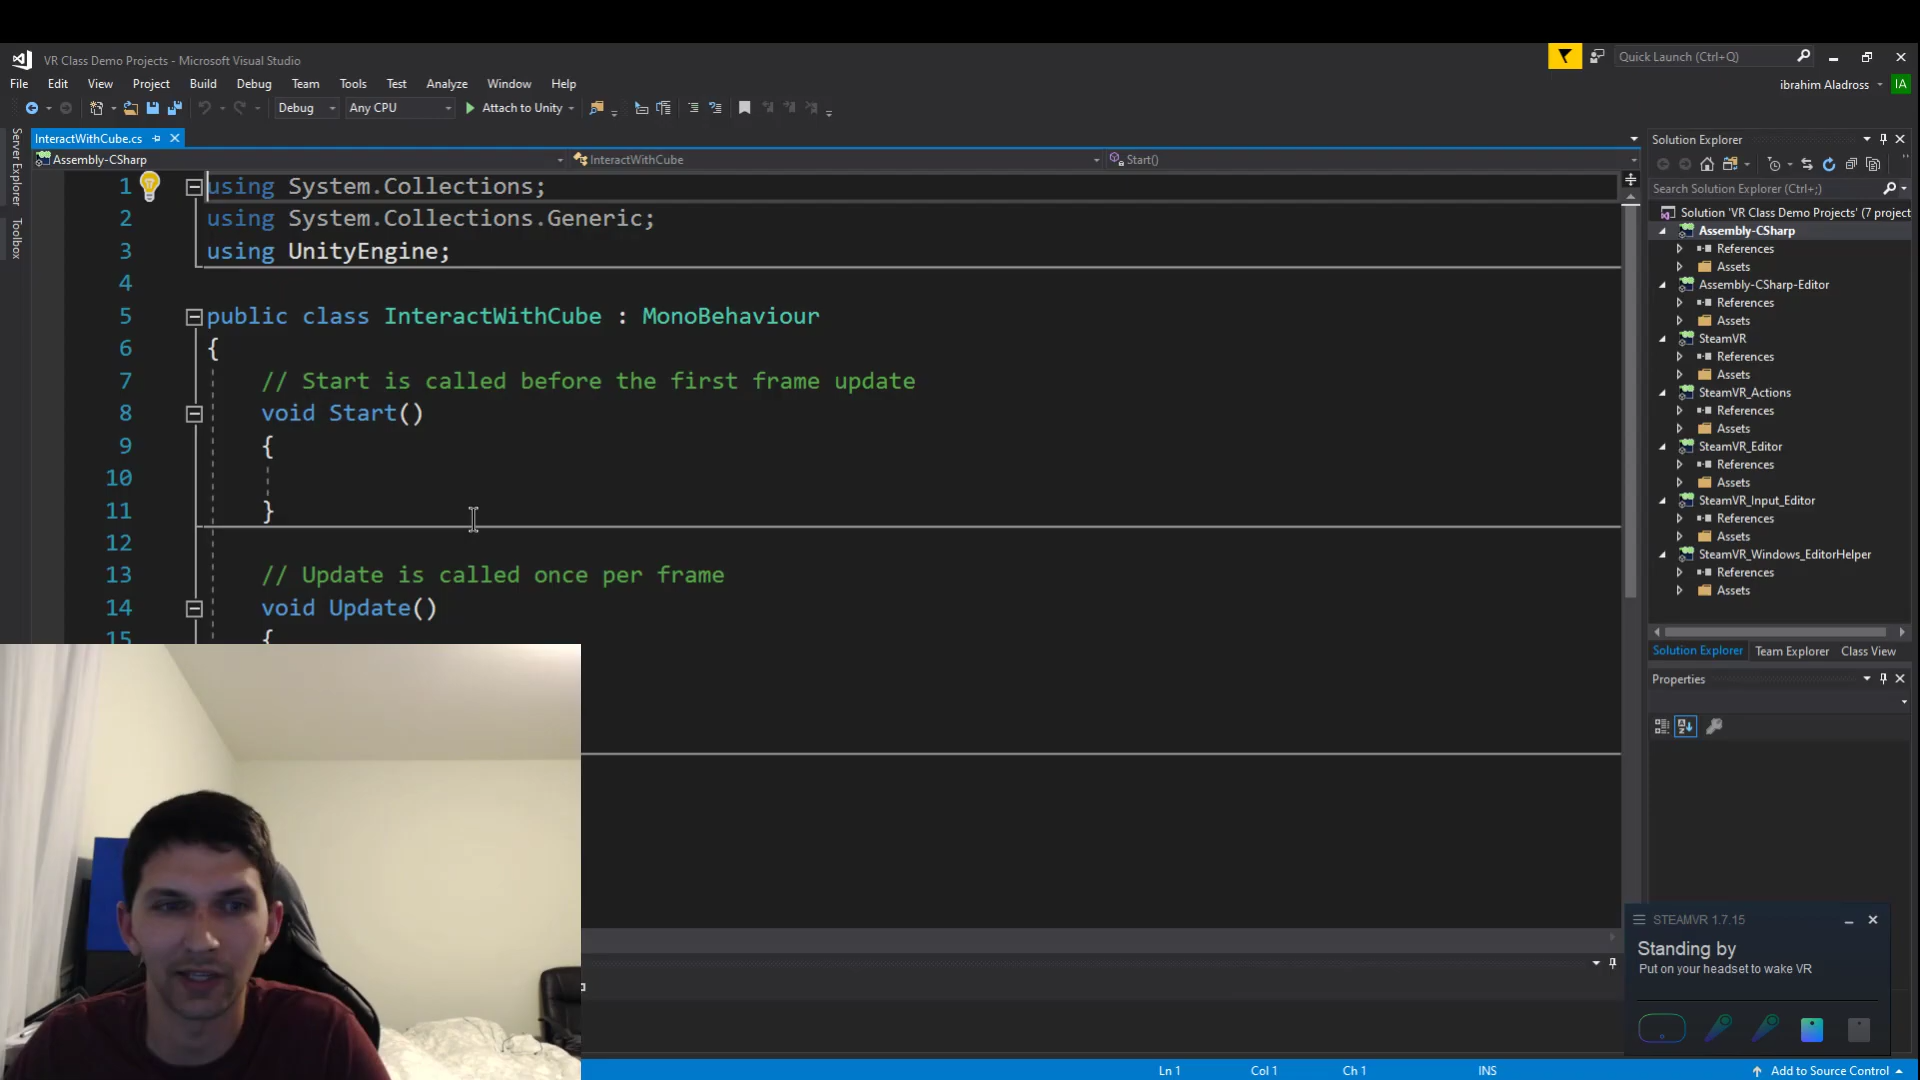 VR Class Demo Projects - Microsoft Visual Studio
Quick Launch (Ctrl+Q)
File Edit View Project Build Debug Team Tools Test Analyze Window Help
ibrahim Aladross IA
Debug Any CPU Attach to Unity
Server Explorer
Toolbox
InteractWithCube.cs
Assembly-CSharp InteractWithCube Start()
1 using System.Collections;
2 using System.Collections.Generic;
3 using UnityEngine;
4
5 public class InteractWithCube : MonoBehaviour
6 {
7 // Start is called before the first frame update
8 void Start()
9 {
10
11 }
12
13 // Update is called once per frame
14 void Update()
15 {
Solution Explorer
Search Solution Explorer (Ctrl+;)
Solution 'VR Class Demo Projects' (7 project
Assembly-CSharp
References
Assets
Assembly-CSharp-Editor
References
Assets
SteamVR
References
Assets
SteamVR_Actions
References
Assets
SteamVR_Editor
References
Assets
SteamVR_Input_Editor
References
Assets
SteamVR_Windows_EditorHelper
References
Assets
Solution Explorer Team Explorer Class View
Properties
STEAMVR 1.7.15
Standing by
Put on your headset to wake VR
Ln 1 Col 1 Ch 1 INS Add to Source Control